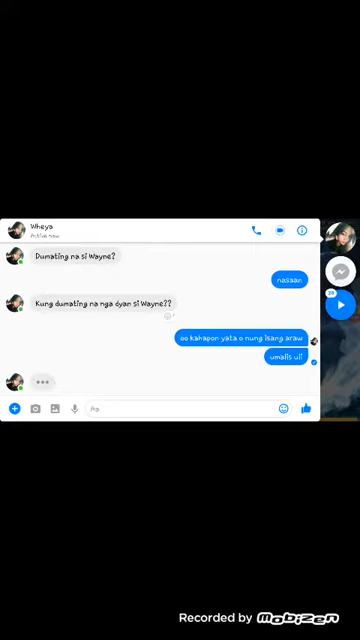 Wheya
Active now
Dumating na si Wayne?
nasaan
Kung dumating na nga dyan si Wayne??
oo kahapon yata o nung isang araw
umalis uli
Aa
Recorded by Mobizen